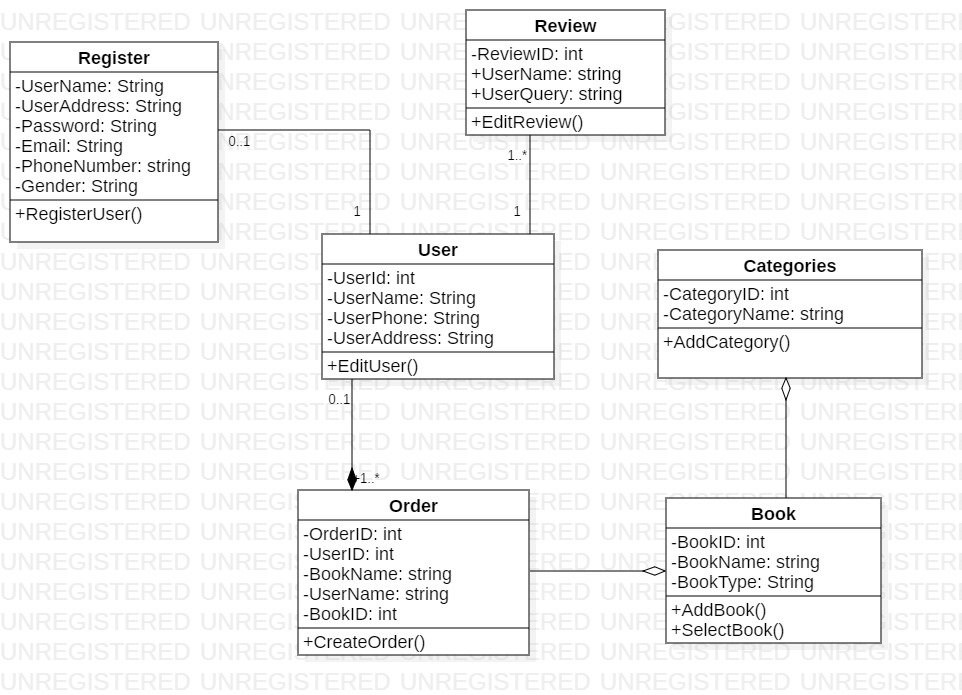 Register
-UserName: String
-UserAddress: String
-Password: String
-Email: String
-PhoneNumber: string
-Gender: String
+RegisterUser()
0..1
1
Review
-ReviewID: int
+UserName: string
+UserQuery: string
+EditReview()
1..*
1
User
-UserId: int
-UserName: String
-UserPhone: String
-UserAddress: String
+EditUser()
0..1
+1..*
Categories
-CategoryID: int
-CategoryName: string
+AddCategory()
Order
-OrderID: int
-UserID: int
-BookName: string
-UserName: string
-BookID: int
+CreateOrder()
Book
-BookID: int
-BookName: string
-BookType: String
+AddBook()
+SelectBook()
UNREGISTERED UNREGISTERED UNREGISTERED UNREGISTERED UNREGISTERI